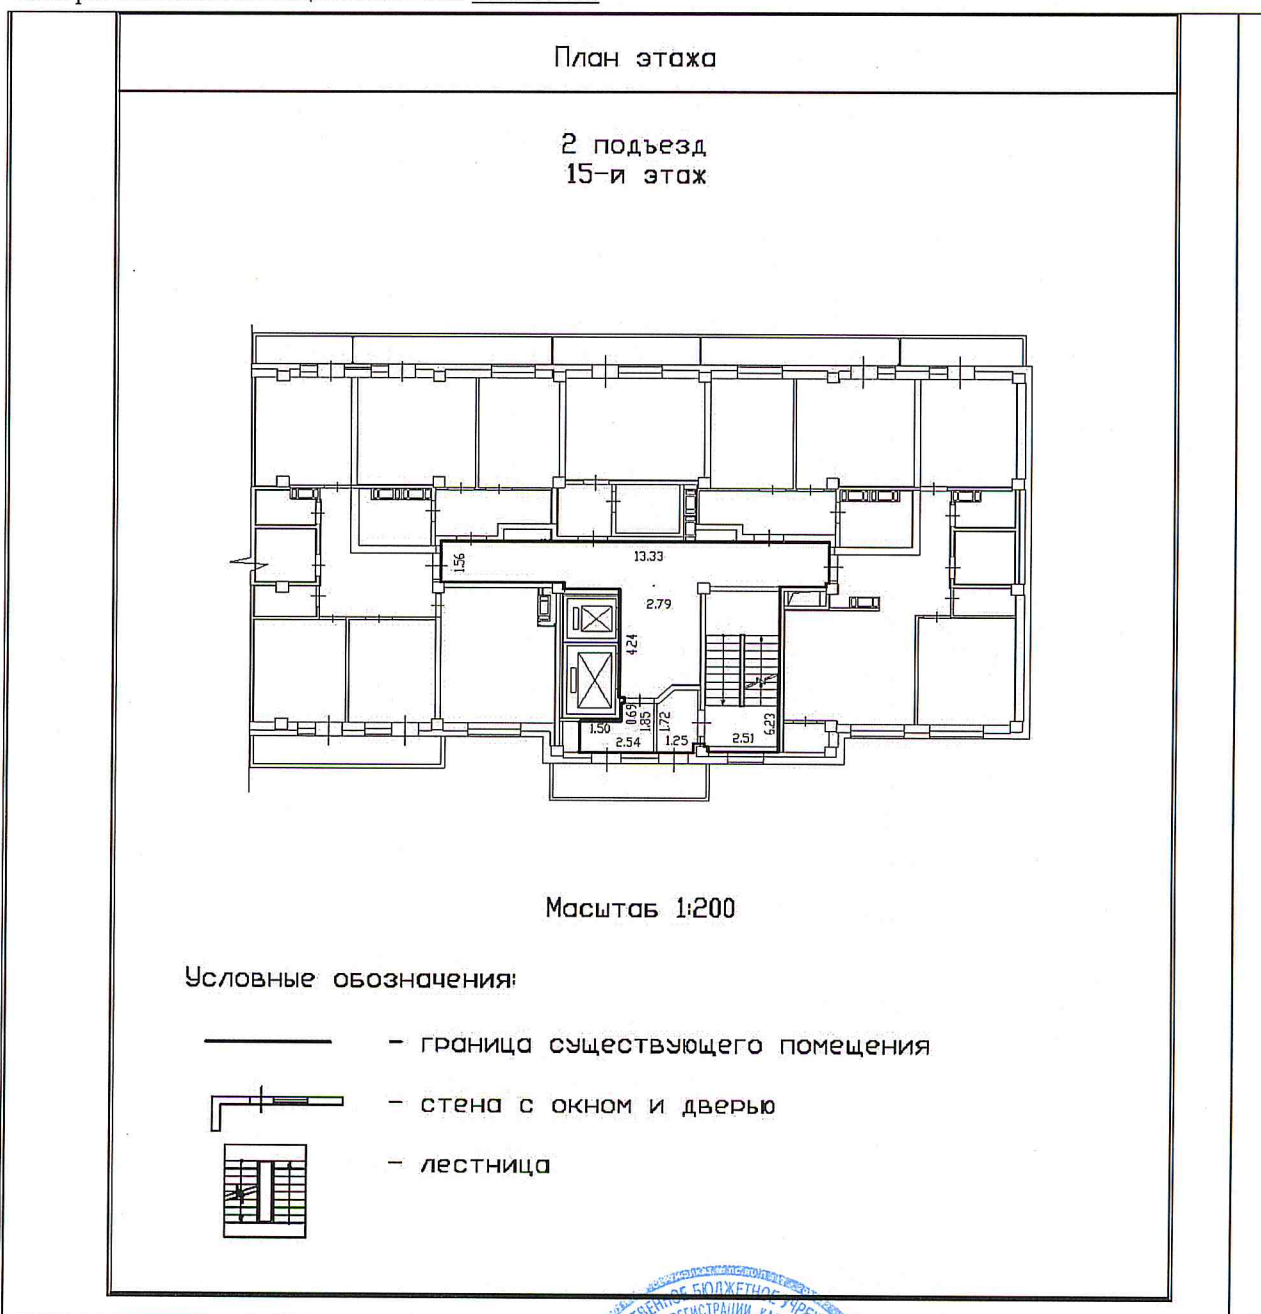 План этажа
2 подъезд
15-и этаж
1.56
13.33
2.79
4.24
0.69
1.85
1.72
6.23
1.50
2.54
1.25
2.51
Масштаб 1:200
Условные обозначения:
- граница существующего помещения
- стена с окном и дверью
- лестница
БЮДЖЕТНОЕ